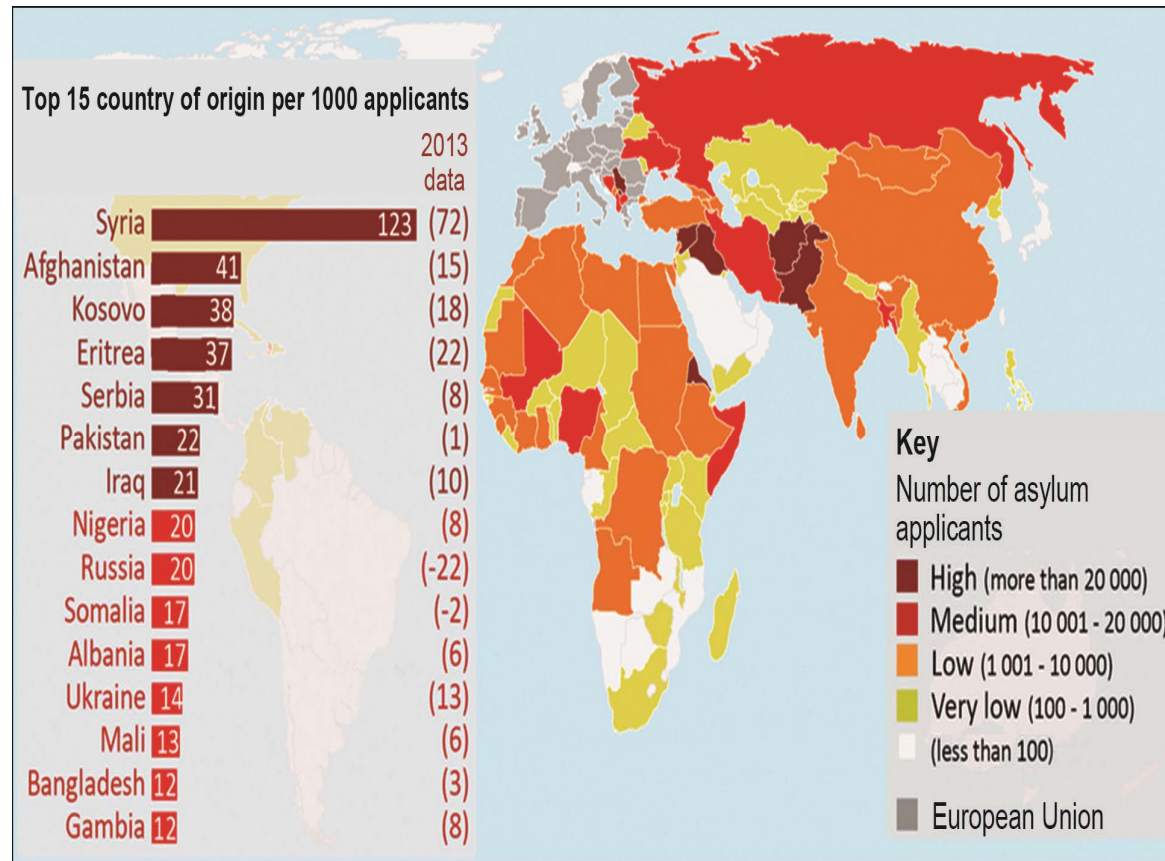 Top 15 country of origin per 1000 applicants
2013
data
Syria 123 (72)
Afghanistan 41 (15)
Kosovo 38 (18)
Eritrea 37 (22)
Serbia 31 (8)
Pakistan 22 (1)
Iraq 21 (10)
Nigeria 20 (8)
Russia 20 (-22)
Somalia 17 (-2)
Albania 17 (6)
Ukraine 14 (13)
Mali 13 (6)
Bangladesh 12 (3)
Gambia 12 (8)
Key
Number of asylum
applicants
High (more than 20 000)
Medium (10 001 - 20 000)
Low (1 001 - 10 000)
Very low (100 - 1 000)
(less than 100)
European Union